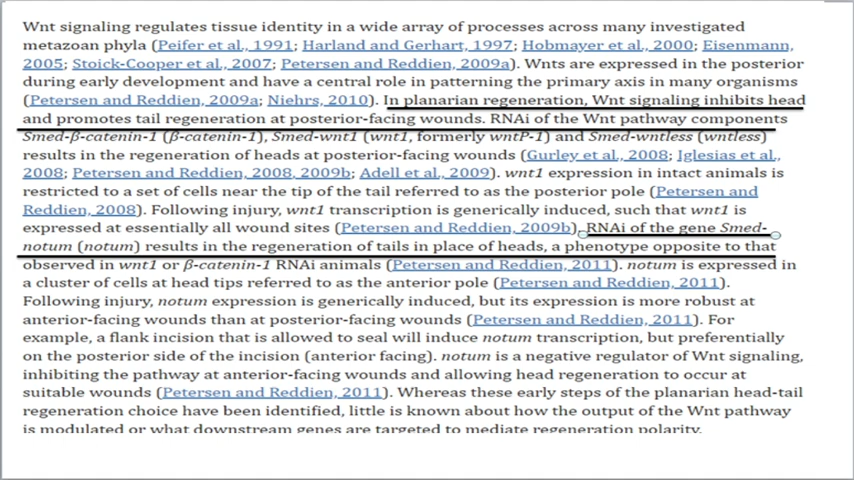 Wnt signaling regulates tissue identity in a wide array of processes across many investigated
metazoan phyla (Peifer et al., 1991; Harland and Gerhart, 1997; Hobmayer et al., 2000; Eisenmann,
2005; Stoick-Cooper et al., 2007; Petersen and Reddien, 2009a). Wnts are expressed in the posterior
during early development and have a central role in patterning the primary axis in many organisms
(Petersen and Reddien, 2009a; Niehrs, 2010). In planarian regeneration, Wnt signaling inhibits head
and promotes tail regeneration at posterior-facing wounds. RNAi of the Wnt pathway components
Smed-β-catenin-1 (β-catenin-1), Smed-wnt1 (wnt1, formerly wntP-1) and Smed-wntless (wntless)
results in the regeneration of heads at posterior-facing wounds (Gurley et al., 2008; Iglesias et al.,
2008; Petersen and Reddien, 2008, 2009b; Adell et al., 2009). wnt1 expression in intact animals is
restricted to a set of cells near the tip of the tail referred to as the posterior pole (Petersen and
Reddien, 2008). Following injury, wnt1 transcription is generically induced, such that wnt1 is
expressed at essentially all wound sites (Petersen and Reddien, 2009b). RNAi of the gene Smed-
notum (notum) results in the regeneration of tails in place of heads, a phenotype opposite to that
observed in wnt1 or β-catenin-1 RNAi animals (Petersen and Reddien, 2011). notum is expressed in
a cluster of cells at head tips referred to as the anterior pole (Petersen and Reddien, 2011).
Following injury, notum expression is generically induced, but its expression is more robust at
anterior-facing wounds than at posterior-facing wounds (Petersen and Reddien, 2011). For
example, a flank incision that is allowed to seal will induce notum transcription, but preferentially
on the posterior side of the incision (anterior facing). notum is a negative regulator of Wnt signaling,
inhibiting the pathway at anterior-facing wounds and allowing head regeneration to occur at
suitable wounds (Petersen and Reddien, 2011). Whereas these early steps of the planarian head-tail
regeneration choice have been identified, little is known about how the output of the Wnt pathway
is modulated or what downstream genes are targeted to mediate regeneration polarity.